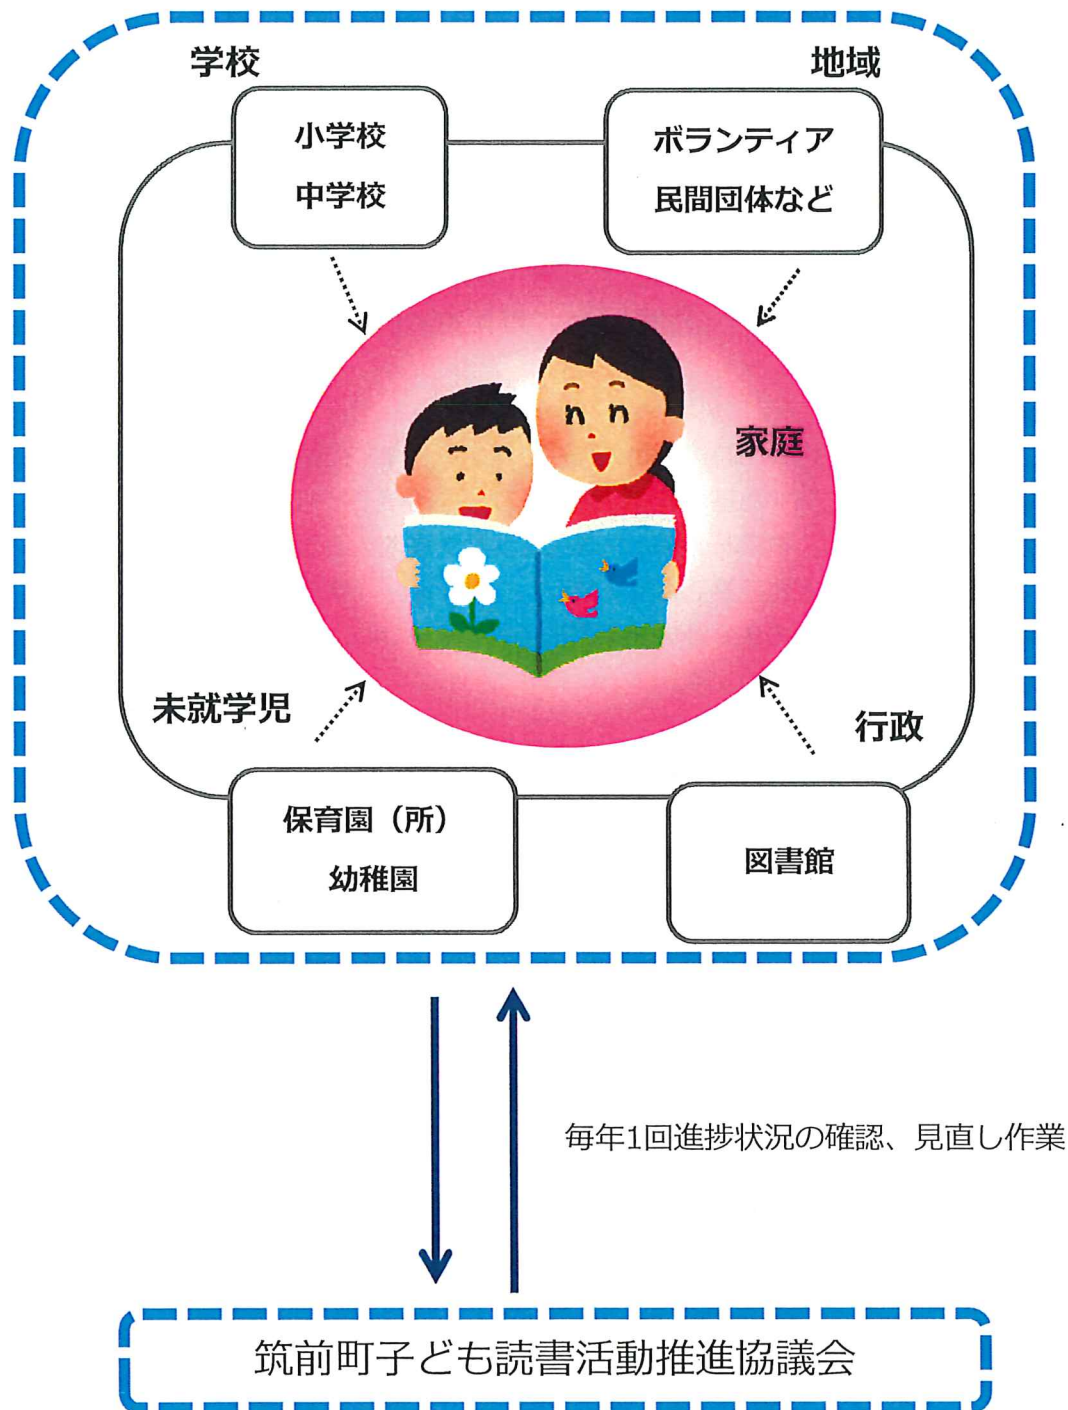 学校
地域
小学校
中学校
ボランティア
民間団体など
家庭
未就学児
行政
保育園（所）
幼稚園
図書館
毎年1回進捗状況の確認、見直し作業
筑前町子ども読書活動推進協議会